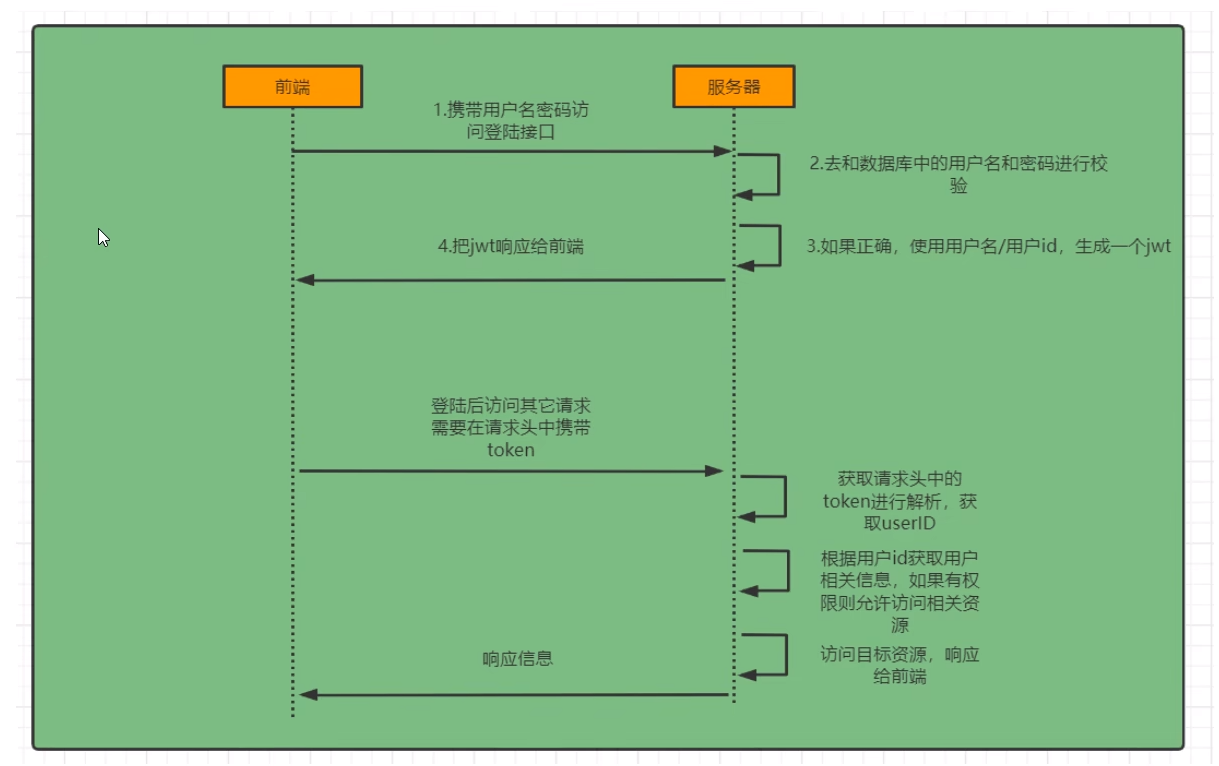 前端
服务器
1.携带用户名密码访
问登陆接口
2.去和数据库中的用户名和密码进行校
验
3.如果正确，使用用户名/用户id，生成一个jwt
4.把jwt响应给前端
登陆后访问其它请求
需要在请求头中携带
token
获取请求头中的
token进行解析，获
取userID
根据用户id获取用户
相关信息，如果有权
限则允许访问相关资
源
访问目标资源，响应
给前端
响应信息